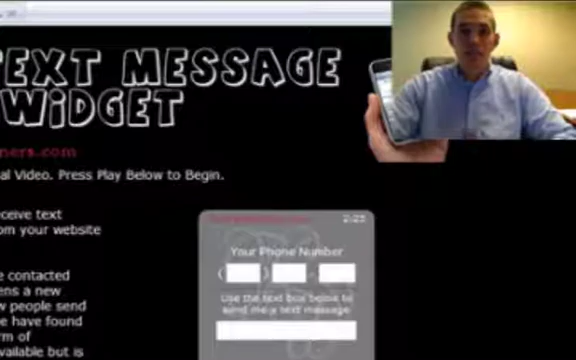 TEXT MESSAGE
WiDGET
ners.com
al Video. Press Play Below to Begin.
eceive text
om your website
e contacted
ens a new
w people send
e have found
rm of
vailable but is
2:23
Your Phone Number
( ) -
Use the text box below to
send me a text message